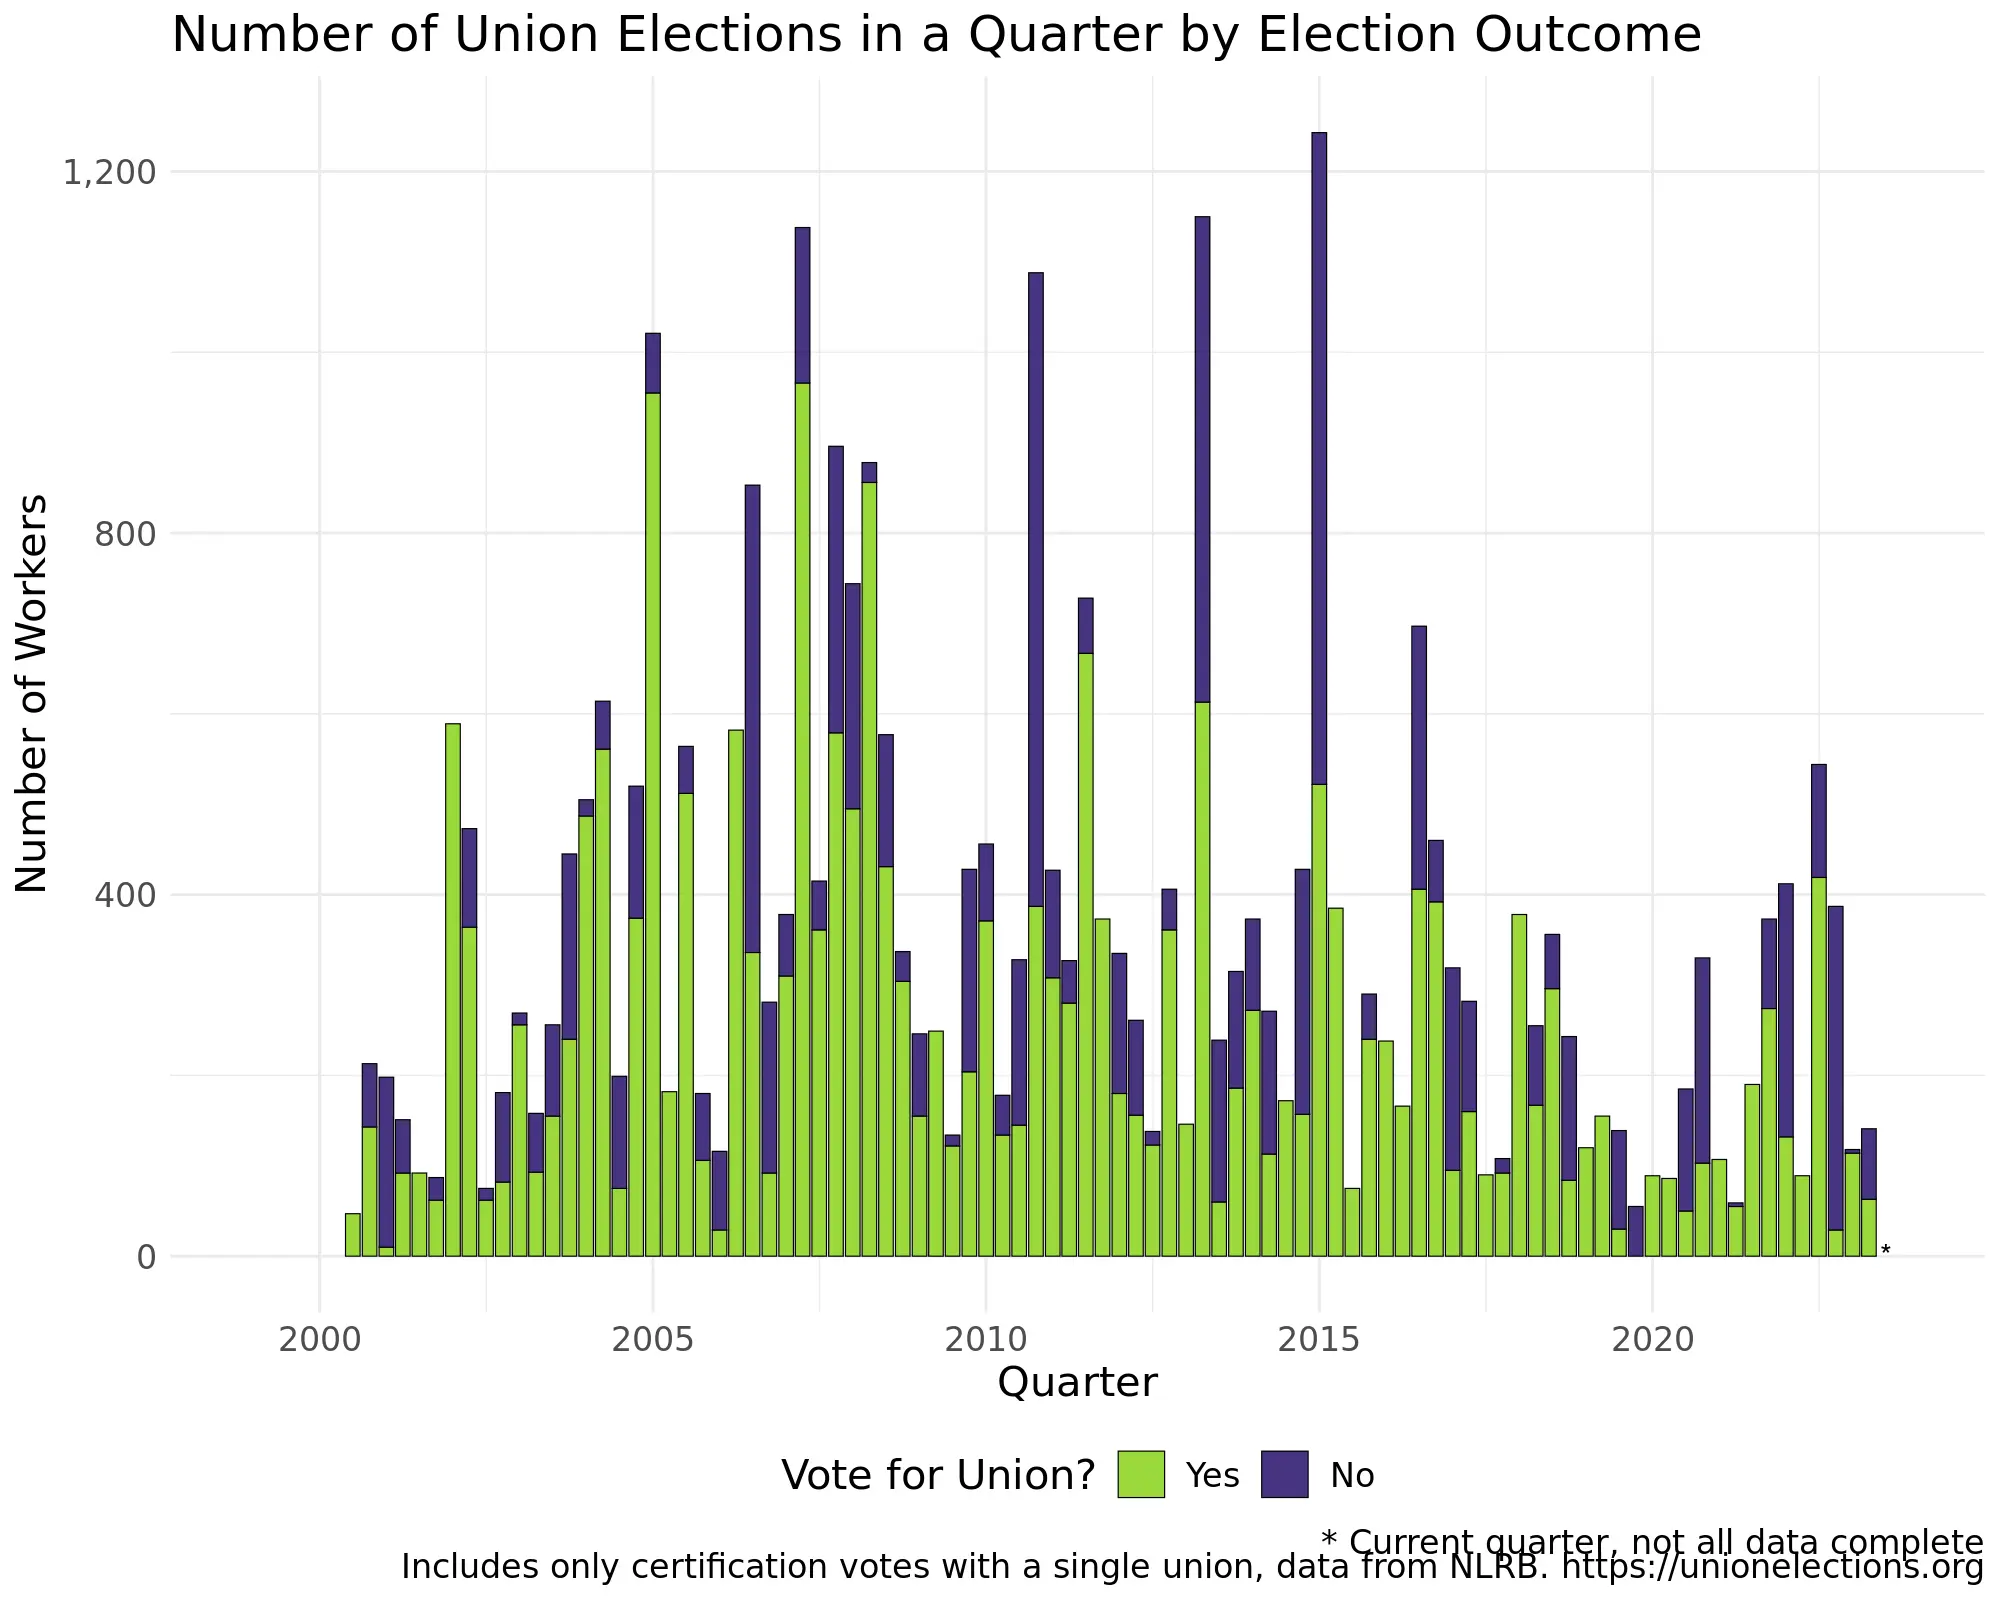 Number of Union Elections in a Quarter by Election Outcome
Number of Workers
1,200
800
400
0
*
2000 2005 2010 2015 2020
Quarter
Vote for Union? Yes No
* Current quarter, not all data complete
Includes only certification votes with a single union, data from NLRB. https://unionelections.org